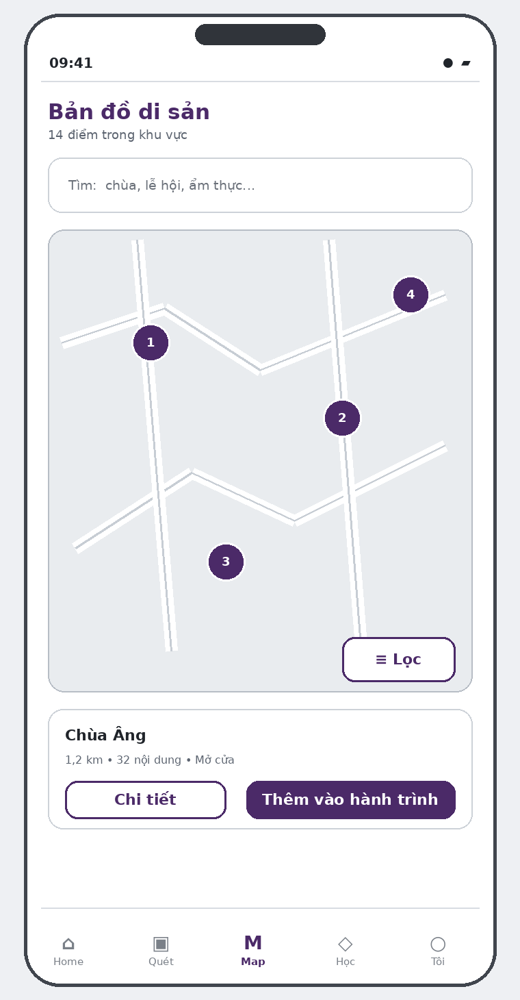 09:41
Bản đồ di sản
14 điểm trong khu vực
Tìm: chùa, lễ hội, ẩm thực...
4
1
2
3
≡ Lọc
Chùa Âng
1,2 km • 32 nội dung • Mở cửa
Chi tiết
Thêm vào hành trình
M
Home
Quét
Map
Học
Tôi